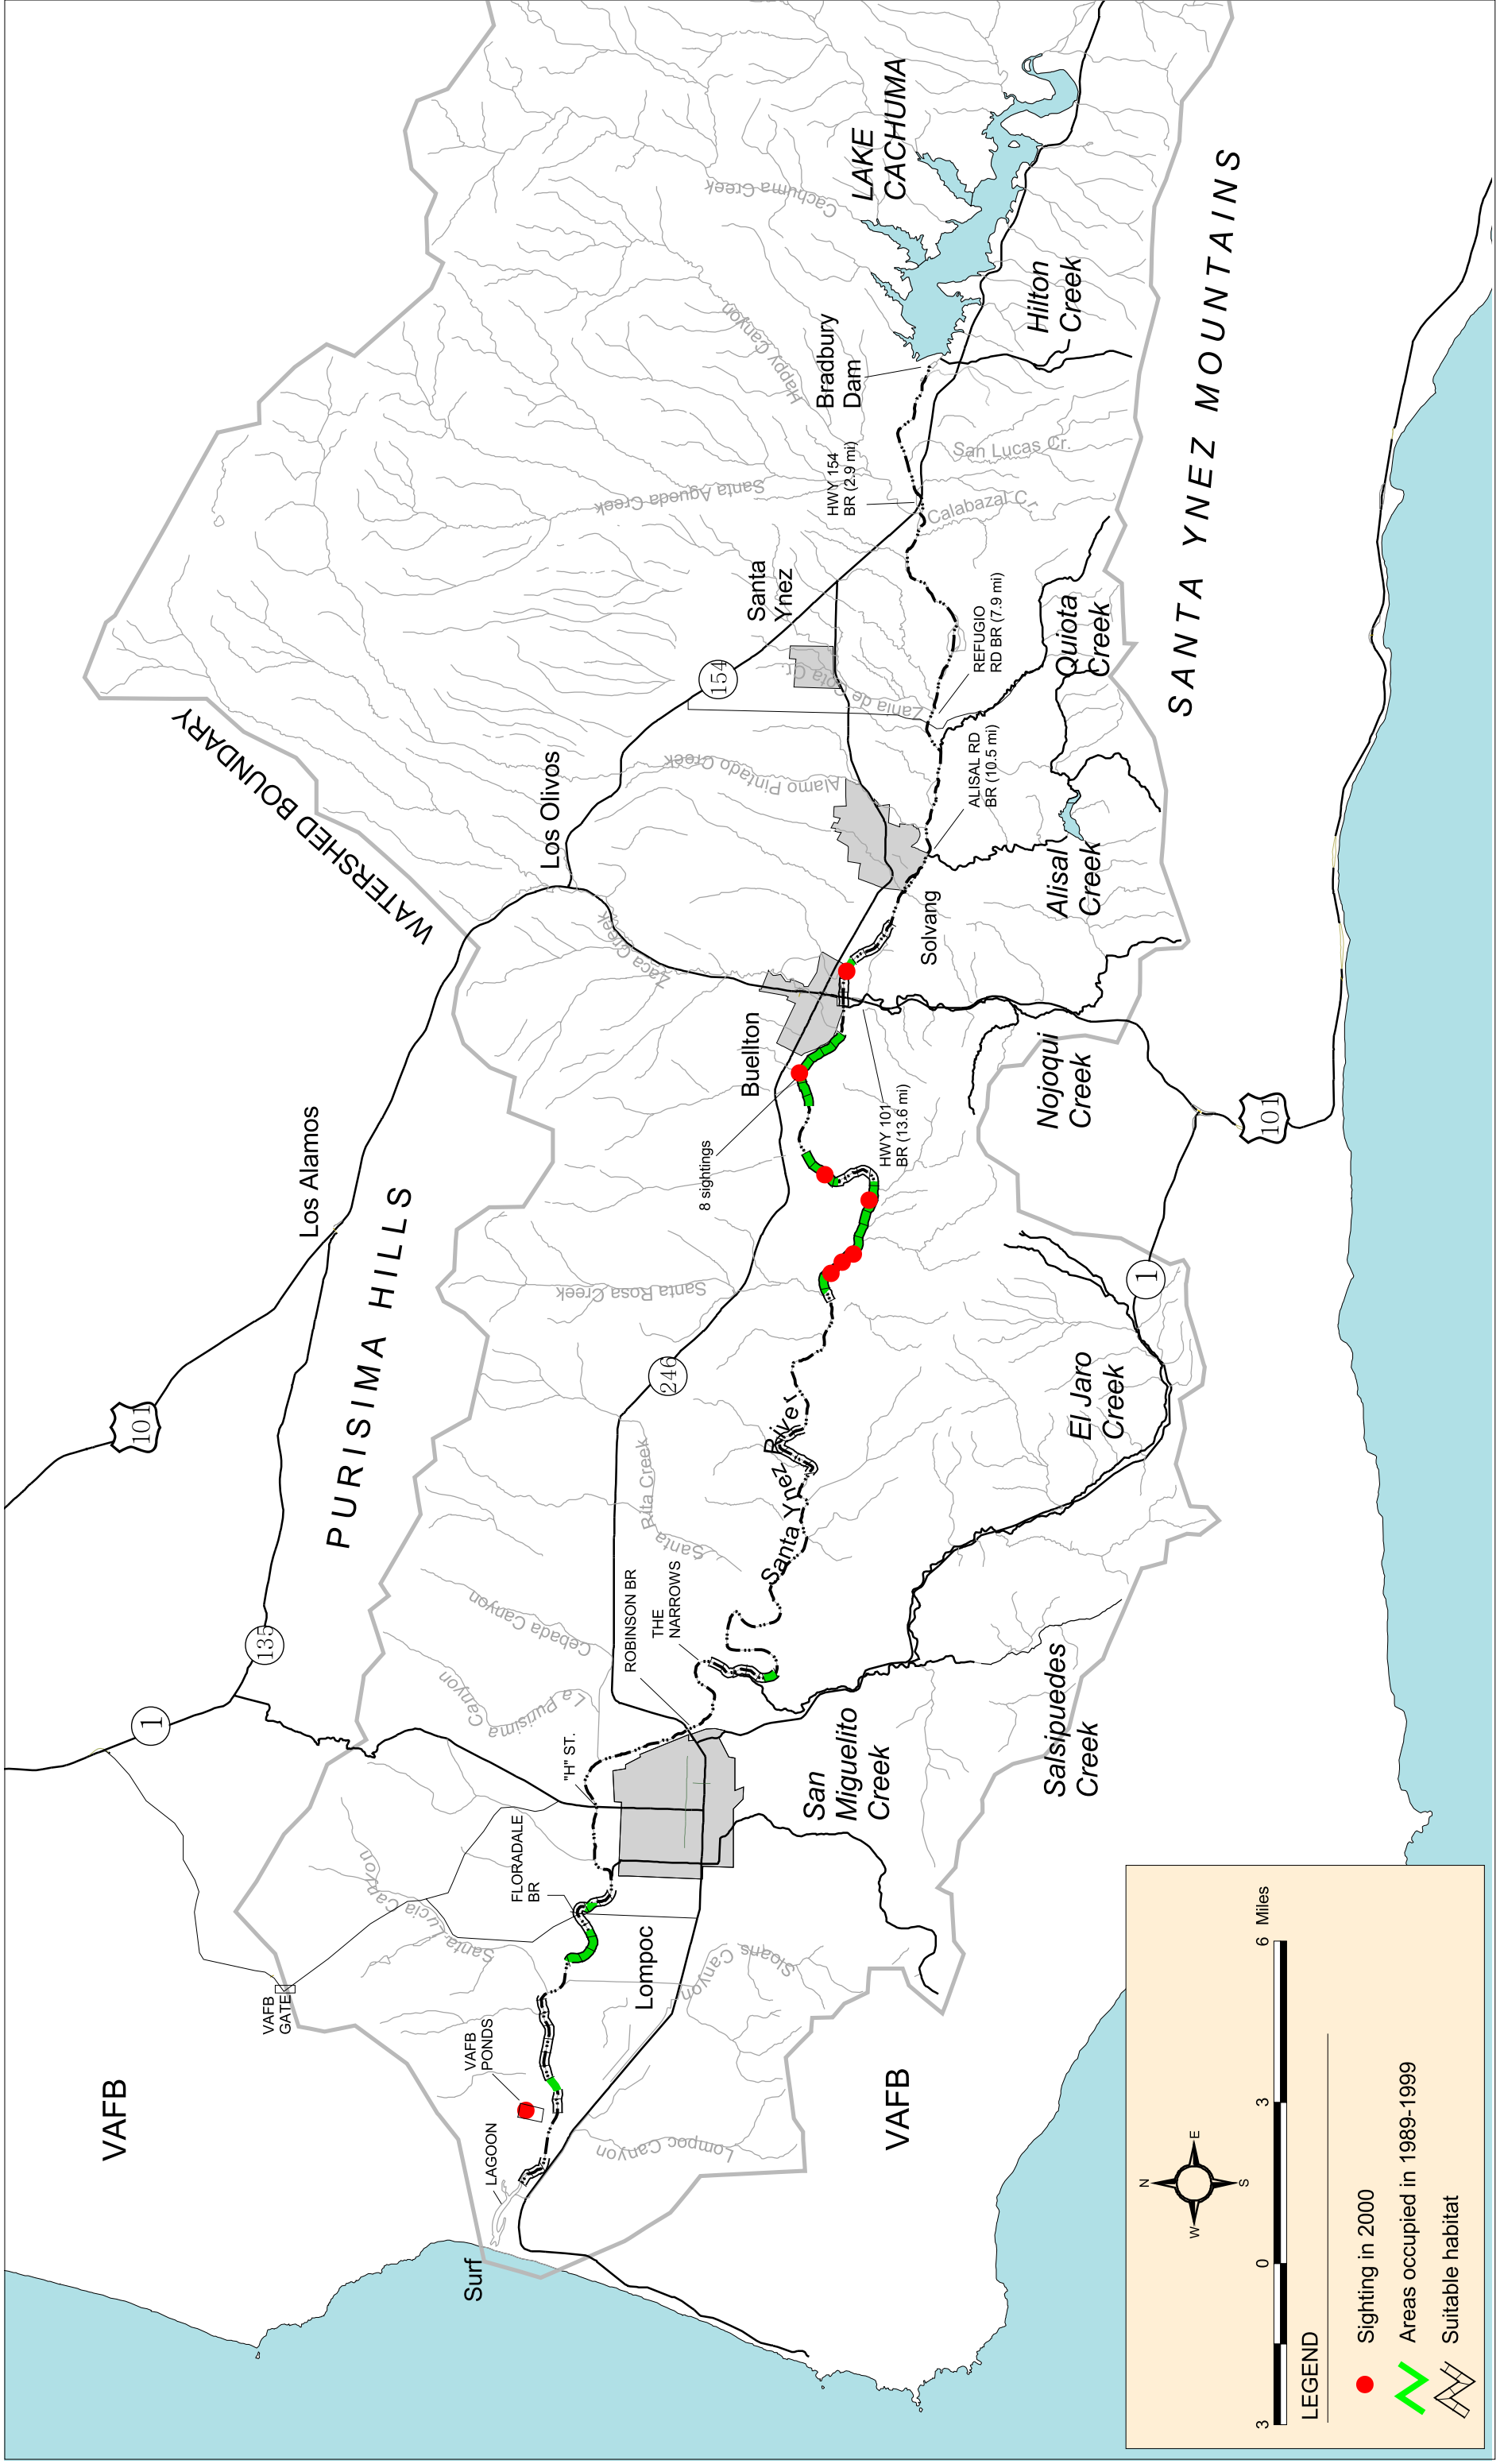 VAFB
VAFB
GATE
VAFB
PONDS
LAGOON
Surf
VAFB
Lompoc
FLORADALE
BR
"H" ST.
ROBINSON BR
THE
NARROWS
PURISIMA HILLS
Los Alamos
WATERSHED BOUNDARY
Los Olivos
Santa
Ynez
Buellton
Solvang
8 sightings
HWY 101
BR (13.6 mi)
ALISAL RD
BR (10.5 mi)
REFUGIO
RD BR (7.9 mi)
HWY 154
BR (2.9 mi)
Bradbury
Dam
LAKE
CACHUMA
Hilton
Creek
Quiota
Creek
Alisal
Creek
Nojoqui
Creek
El Jaro
Creek
Salsipuedes
Creek
San
Miguelito
Creek
SANTA YNEZ MOUNTAINS
Santa Ynez River
Santa Lucia Canyon
Sloans
Canyon
Lompoc Canyon
La Purisima
Canyon
Cebada Canyon
Santa Rita Creek
Santa Rosa Creek
Zaca Creek
Alamo Pintado Creek
Zania de Cota Cr.
Santa Agueda Creek
Happy Canyon
Cachuma Creek
San Lucas Cr.
Calabazal Cr.
1
135
101
246
154
101
1
N
W
E
S
3
0
3
6 Miles
LEGEND
Sighting in 2000
Areas occupied in 1989-1999
Suitable habitat